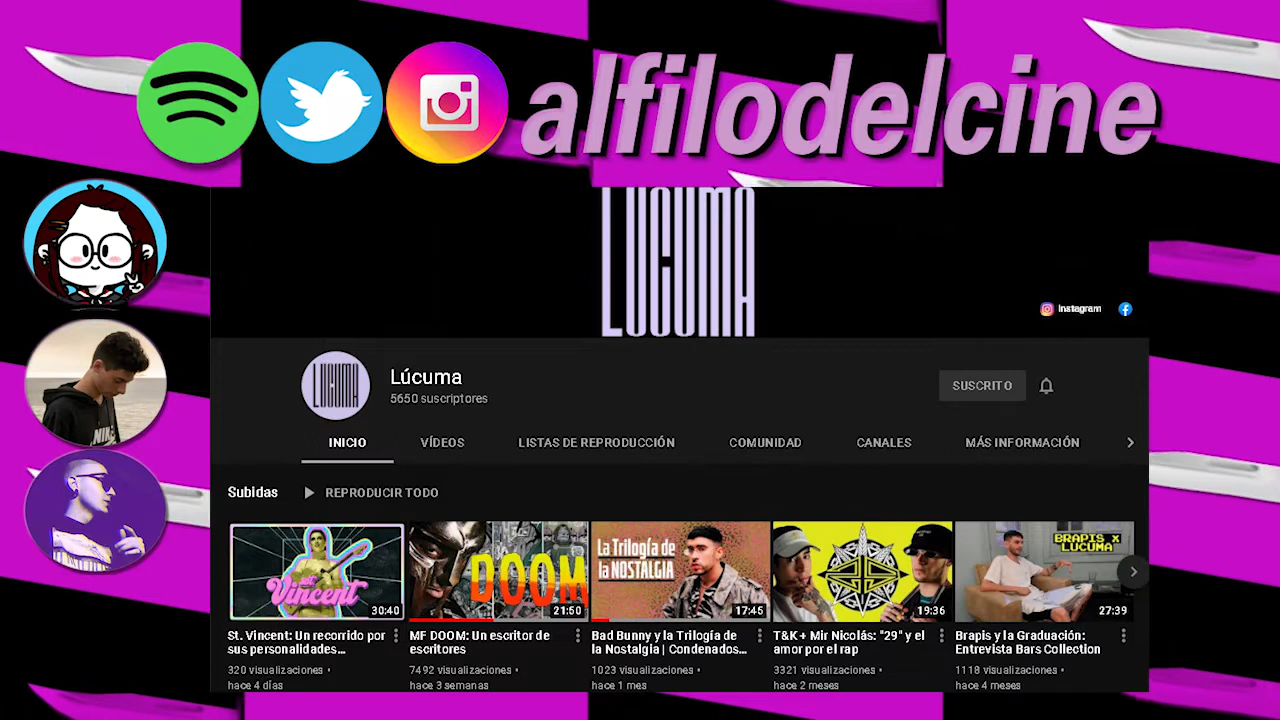 alfilodelcine
LÚCUMA
Instagram
LÚCUMA
Lúcuma
5650 suscriptores
SUSCRITO
INICIO
VÍDEOS
LISTAS DE REPRODUCCIÓN
COMUNIDAD
CANALES
MÁS INFORMACIÓN
Subidas
REPRODUCIR TODO
st. Vincent
30:40
DOOM
21:50
La Trilogía de
la NOSTALGIA
17:45
19:36
BRAPIS X
LUCUMA
27:39
St. Vincent: Un recorrido por
sus personalidades...
320 visualizaciones •
hace 4 días
MF DOOM: Un escritor de
escritores
7492 visualizaciones •
hace 3 semanas
Bad Bunny y la Trilogía de
la Nostalgia | Condenados...
1023 visualizaciones •
hace 1 mes
T&K + Mir Nicolás: "29" y el
amor por el rap
3321 visualizaciones •
hace 2 meses
Brapis y la Graduación:
Entrevista Bars Collection
1118 visualizaciones •
hace 4 meses